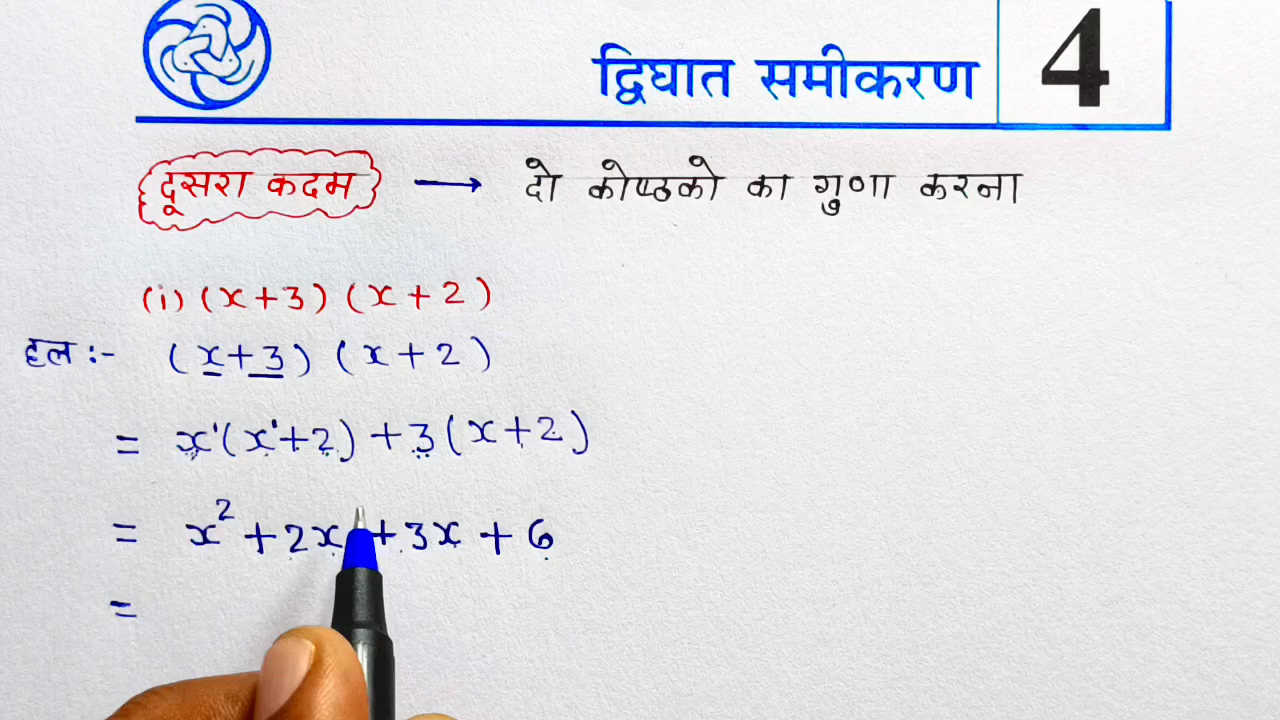 द्विघात समीकरण 4
दूसरा कदम → दो कोष्ठको का गुणा करना
(i) (x+3) (x+2)
हल :- (x+3) (x+2)
= x'(x'+2) +3(x+2)
= x² +2x +3x + 6
=